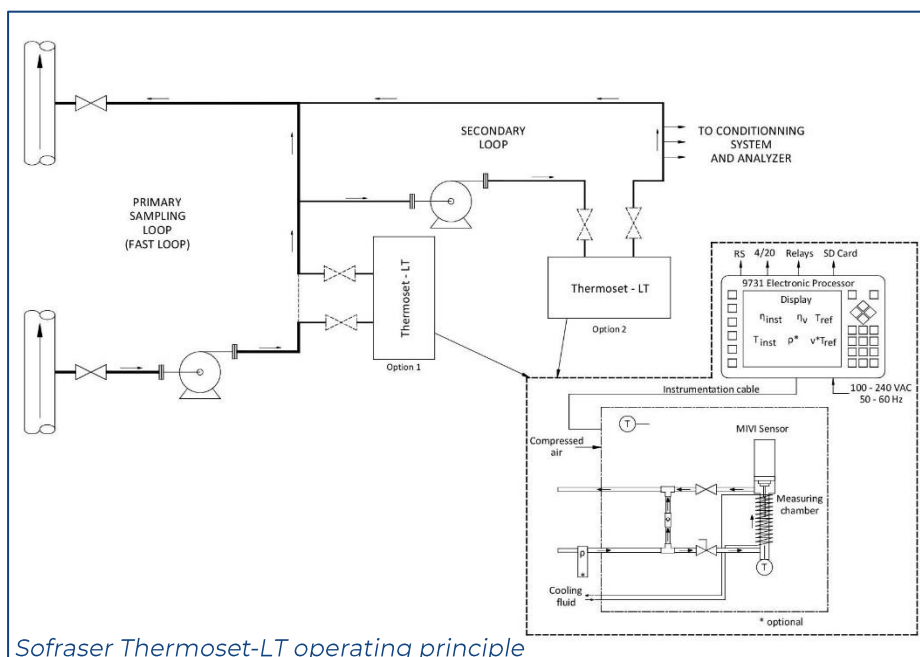 SECONDARY
LOOP
TO CONDITIONNING
SYSTEM
AND ANALYZER
PRIMARY
SAMPLING
LOOP
(FAST LOOP)
Thermoset - LT
Option 1
Thermoset - LT
Option 2
RS 4/20 Relays SD Card
9731 Electronic Processor
Display
ηinst ηv Tref
Tinst ρ* ν*Tref
Instrumentation cable
100 - 240 VAC
50 - 60 Hz
T
MIVI Sensor
Compressed
air
Measuring
chamber
ρ
*
T
Cooling
fluid
* optional
Sofraser Thermoset-LT operating principle